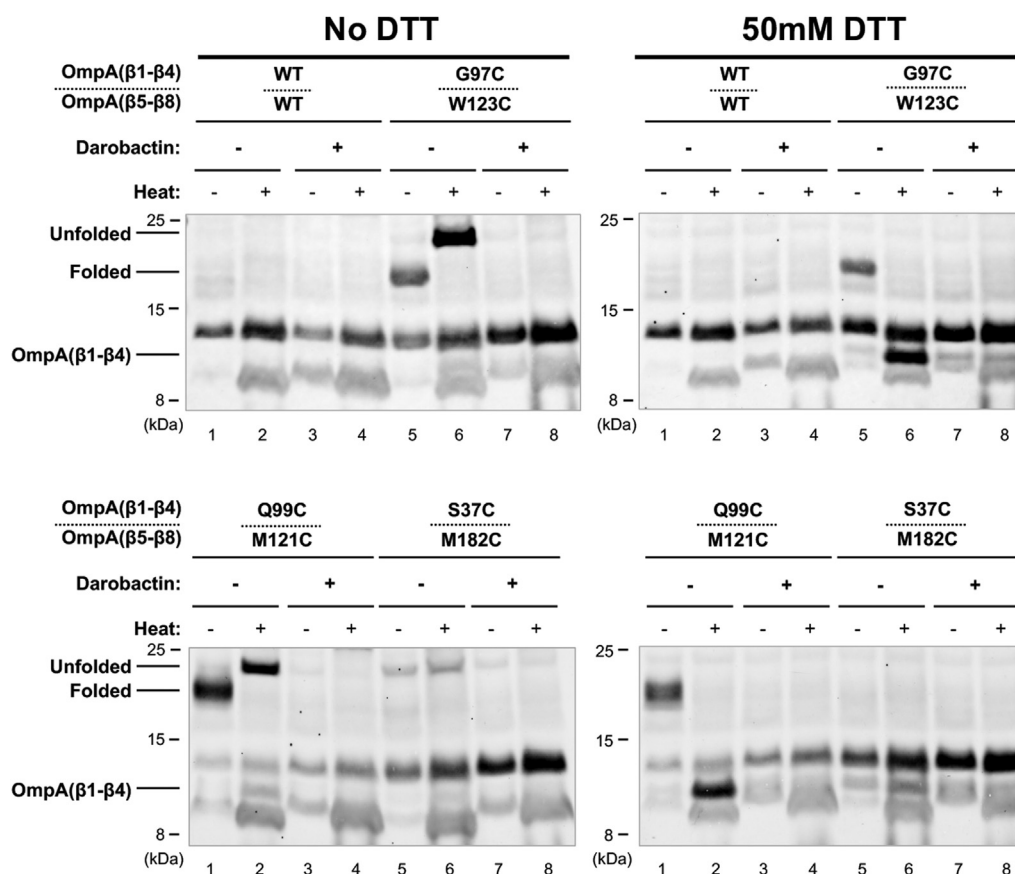 No DTT 50mM DTT
OmpA(β1-β4) WT G97C WT G97C
OmpA(β5-β8) WT W123C WT W123C
Darobactin: - + - + - + - +
Heat: - + - + - + - + - + - + - + - +
25 25
Unfolded
Folded
15 15
OmpA(β1-β4)
8 8
(kDa) 1 2 3 4 5 6 7 8 (kDa) 1 2 3 4 5 6 7 8
OmpA(β1-β4) Q99C S37C Q99C S37C
OmpA(β5-β8) M121C M182C M121C M182C
Darobactin: - + - + - + - +
Heat: - + - + - + - + - + - + - + - +
25 25
Unfolded
Folded
15 15
OmpA(β1-β4)
8 8
(kDa) 1 2 3 4 5 6 7 8 (kDa) 1 2 3 4 5 6 7 8